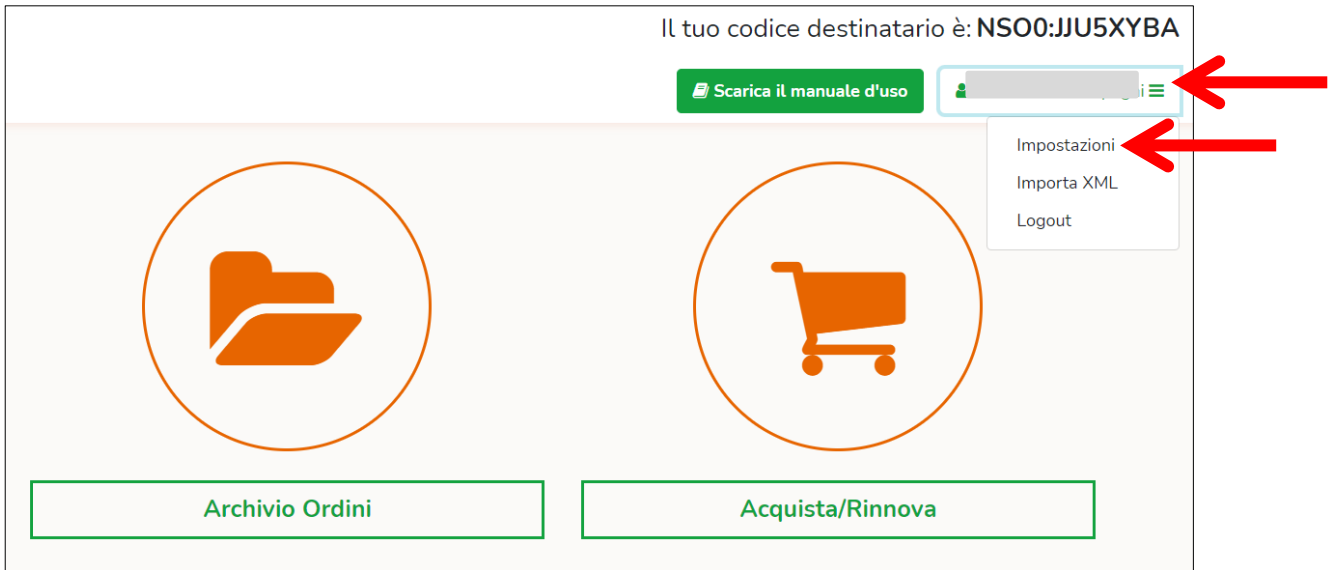 Il tuo codice destinatario è: NSO0:JJU5XYBA
Scarica il manuale d'uso
Impostazioni
Importa XML
Logout
Archivio Ordini
Acquista/Rinnova